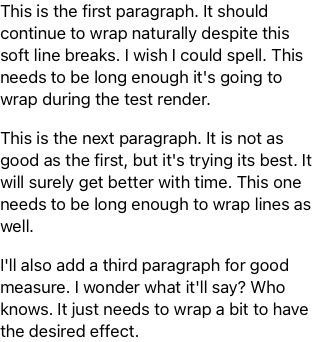 This is the first paragraph. It should
continue to wrap naturally despite this
soft line breaks. I wish I could spell. This
needs to be long enough it's going to
wrap during the test render.
This is the next paragraph. It is not as
good as the first, but it's trying its best. It
will surely get better with time. This one
needs to be long enough to wrap lines as
well.
I'll also add a third paragraph for good
measure. I wonder what it'll say? Who
knows. It just needs to wrap a bit to have
the desired effect.